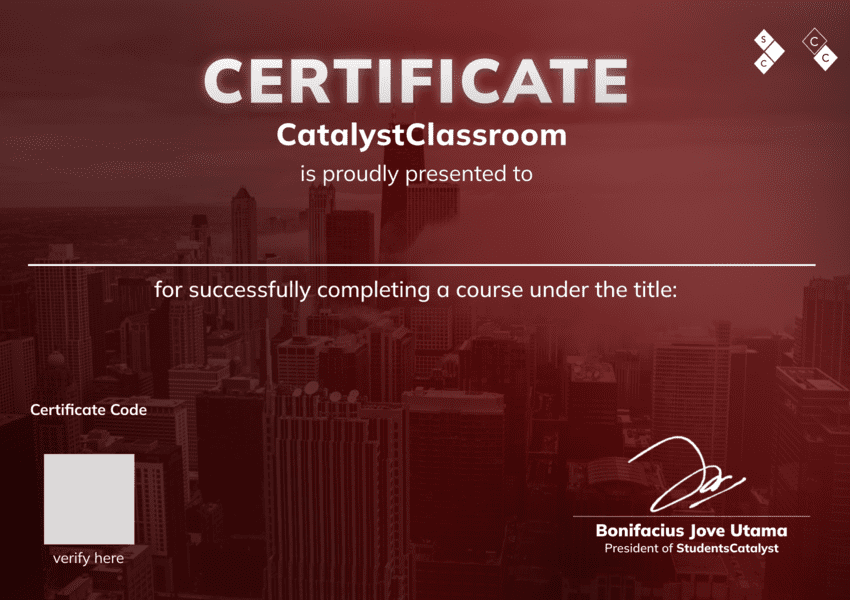 S
C
C
C
CERTIFICATE
CatalystClassroom
is proudly presented to
for successfully completing a course under the title:
Certificate Code
verify here
Bonifacius Jove Utama
President of StudentsCatalyst